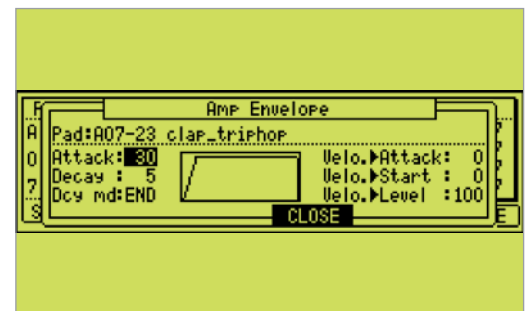 Amp Envelope
Pad:A07-23 clap_triphop
Attack: 30 Velo.▶Attack: 0
Decay : 5 Velo.▶Start : 0
Dcy md:END Velo.▶Level :100
CLOSE